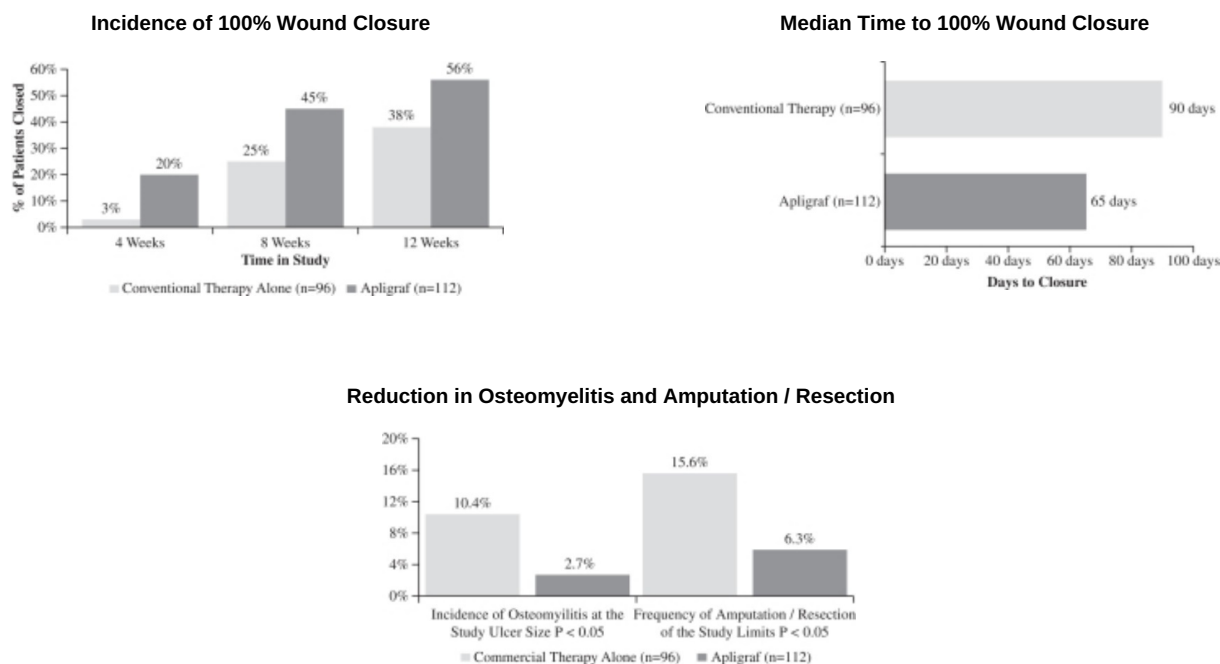 Incidence of 100% Wound Closure
% of Patients Closed
60%
50%
40%
30%
20%
10%
0%
3%
20%
25%
45%
38%
56%
4 Weeks
8 Weeks
12 Weeks
Time in Study
Conventional Therapy Alone (n=96)
Apligraf (n=112)
Median Time to 100% Wound Closure
Conventional Therapy (n=96)
90 days
Apligraf (n=112)
65 days
0 days
20 days
40 days
60 days
80 days
100 days
Days to Closure
Reduction in Osteomyelitis and Amputation / Resection
20%
16%
12%
8%
4%
0%
10.4%
2.7%
15.6%
6.3%
Incidence of Osteomyilitis at the
Study Ulcer Size P < 0.05
Frequency of Amputation / Resection
of the Study Limits P < 0.05
Commercial Therapy Alone (n=96)
Apligraf (n=112)